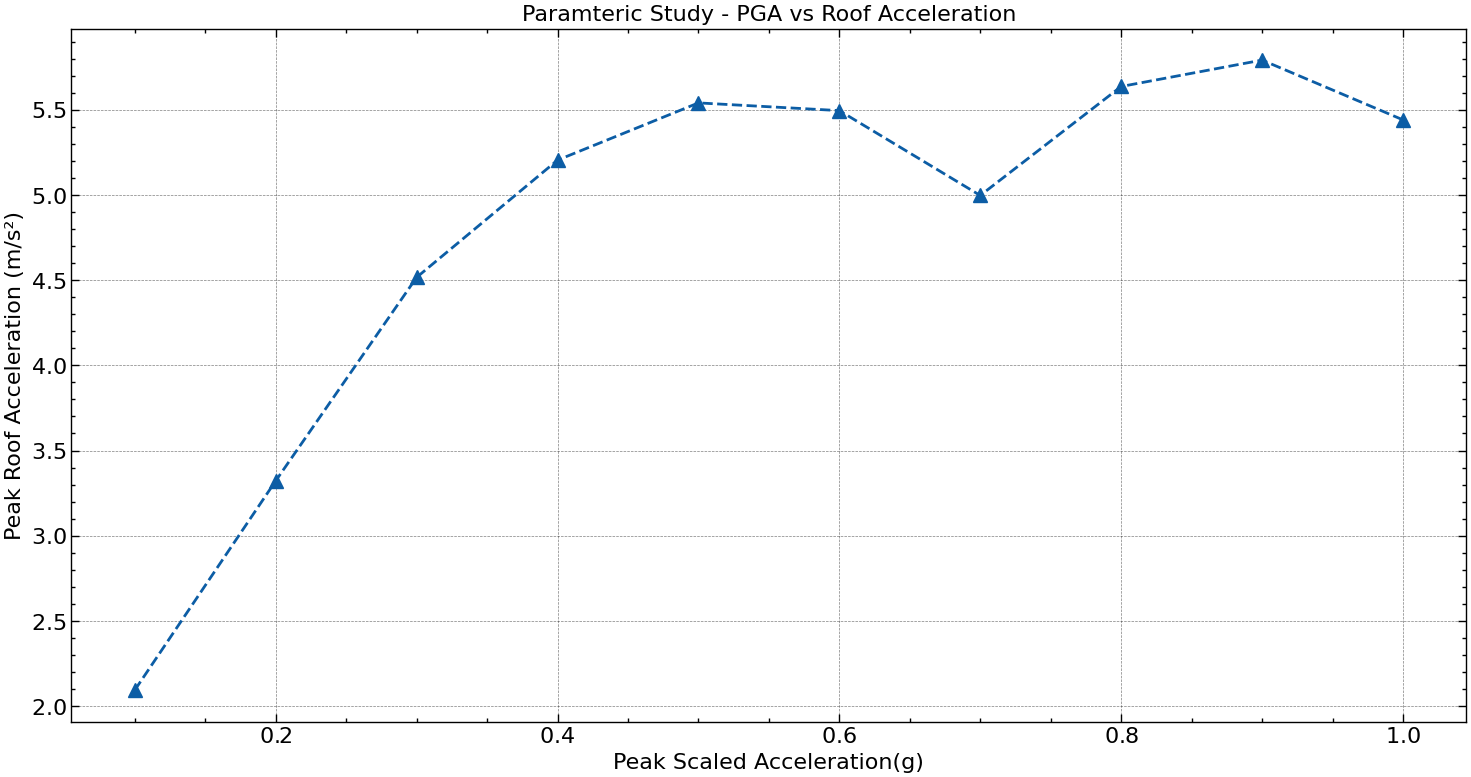 Paramteric Study - PGA vs Roof Acceleration
Peak Roof Acceleration (m/s²)
5.5
5.0
4.5
4.0
3.5
3.0
2.5
2.0
0.2 0.4 0.6 0.8 1.0
Peak Scaled Acceleration(g)